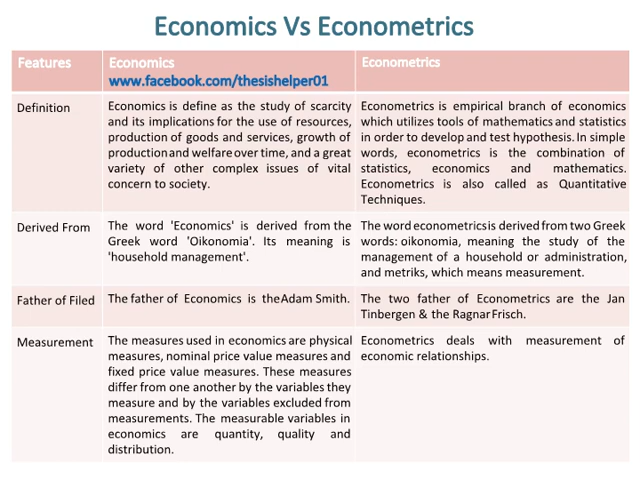 Economics Vs Econometrics
Features
Economics
www.facebook.com/thesishelper01
Econometrics
Definition
Economics is define as the study of scarcity
and its implications for the use of resources,
production of goods and services, growth of
production and welfare over time, and a great
variety of other complex issues of vital
concern to society.
Econometrics is empirical branch of economics
which utilizes tools of mathematics and statistics
in order to develop and test hypothesis. In simple
words, econometrics is the combination of
statistics, economics and mathematics.
Econometrics is also called as Quantitative
Techniques.
Derived From
The word 'Economics' is derived from the
Greek word 'Oikonomia'. Its meaning is
'household management'.
The word econometrics is derived from two Greek
words: oikonomia, meaning the study of the
management of a household or administration,
and metriks, which means measurement.
Father of Filed
The father of Economics is the Adam Smith.
The two father of Econometrics are the Jan
Tinbergen & the Ragnar Frisch.
Measurement
The measures used in economics are physical
measures, nominal price value measures and
fixed price value measures. These measures
differ from one another by the variables they
measure and by the variables excluded from
measurements. The measurable variables in
economics are quantity, quality and
distribution.
Econometrics deals with measurement of
economic relationships.